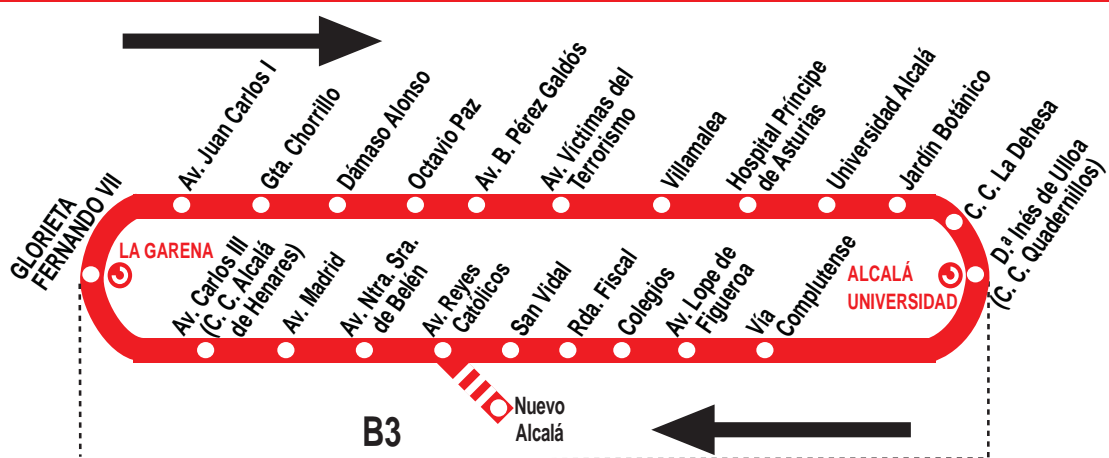 Av. Juan Carlos I
Gta. Chorrillo
Dámaso Alonso
Octavio Paz
Av. B. Pérez Galdós
Av. Víctimas del
Terrorismo
Villamalea
Hospital Príncipe
de Asturias
Universidad Alcalá
Jardín Botánico
C. C. La Dehesa
D.ª Inés de Ulloa
(C. C. Quadernillos)
GLORIETA
FERNANDO VII
LA GARENA
ALCALÁ
UNIVERSIDAD
Av. Carlos III
(C. C. Alcalá
de Henares)
Av. Madrid
Av. Ntra. Sra.
de Belén
Av. Reyes
Católicos
San Vidal
Rda. Fiscal
Colegios
Av. Lope de
Figueroa
Vía
Complutense
Nuevo
Alcalá
B3